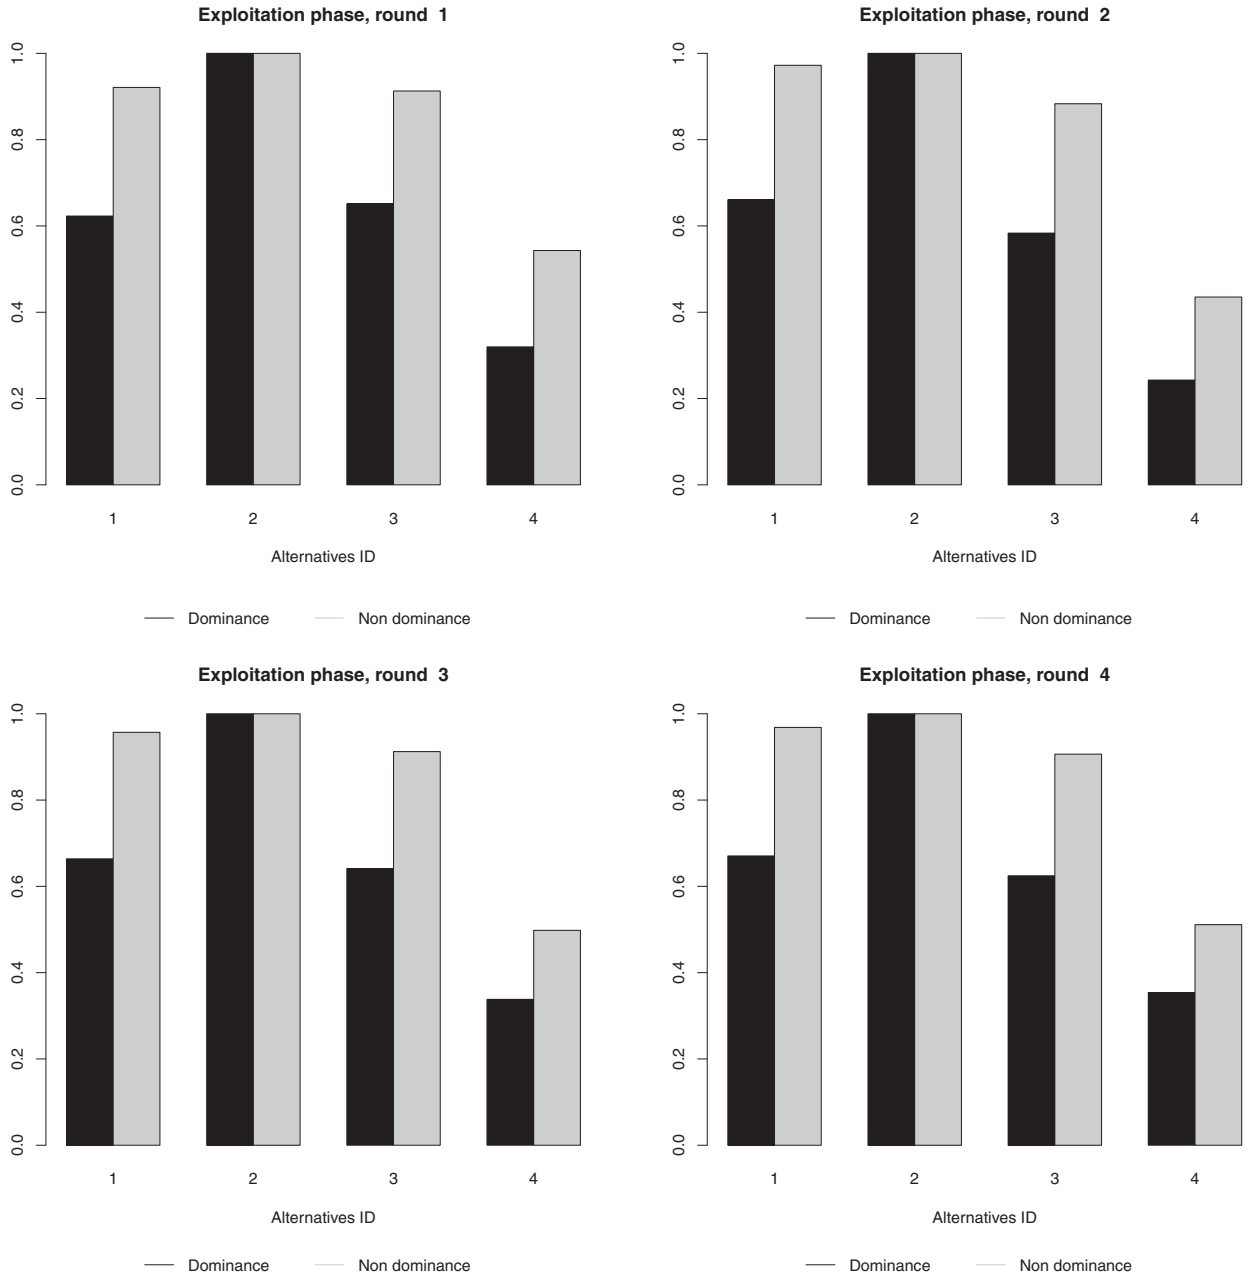 Exploitation phase, round 1
1.0
0.8
0.6
0.4
0.2
0.0
1 2 3 4
Alternatives ID
Dominance Non dominance
Exploitation phase, round 2
1.0
0.8
0.6
0.4
0.2
0.0
1 2 3 4
Alternatives ID
Dominance Non dominance
Exploitation phase, round 3
1.0
0.8
0.6
0.4
0.2
0.0
1 2 3 4
Alternatives ID
Dominance Non dominance
Exploitation phase, round 4
1.0
0.8
0.6
0.4
0.2
0.0
1 2 3 4
Alternatives ID
Dominance Non dominance